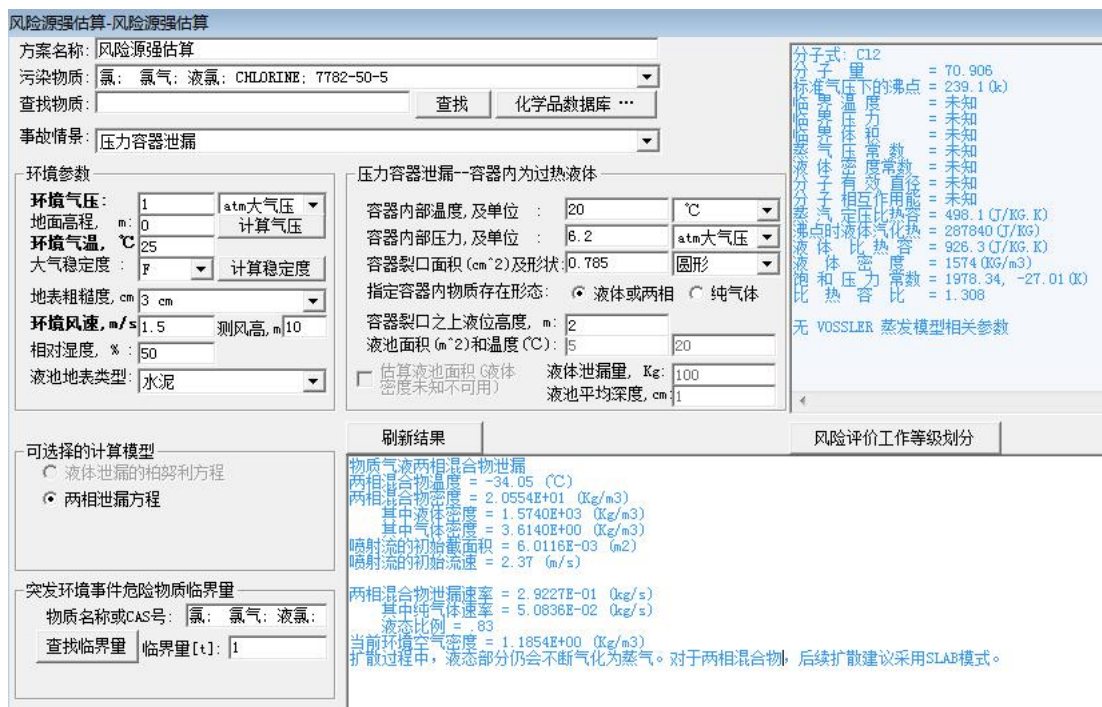 风险源强估算-风险源强估算
方案名称: 风险源强估算
污染物质: 氯; 氯气; 液氯; CHLORINE; 7782-50-5
查找物质: 查找 化学品数据库 …
事故情景: 压力容器泄漏
环境参数
环境气压: 1 atm大气压
地面高程, m: 0 计算气压
环境气温, ℃ 25
大气稳定度 : F 计算稳定度
地表粗糙度, cm 3 cm
环境风速, m/s 1.5 测风高, m 10
相对湿度, % : 50
液池地表类型: 水泥
压力容器泄漏--容器内为过热液体
容器内部温度, 及单位 : 20 ℃
容器内部压力, 及单位 : 6.2 atm大气压
容器裂口面积(cm^2)及形状: 0.785 圆形
指定容器内物质存在形态: 液体或两相 纯气体
容器裂口之上液位高度, m: 2
液池面积(m^2)和温度(℃): 5 20
估算液池面积(液体密度未知不可用) 液体泄漏量, Kg: 100
液池平均深度, cm 1
分子式: Cl2
分 子 量 = 70.906
标准气压下的沸点 = 239.1(k)
临 界 温 度 = 未知
临 界 压 力 = 未知
临 界 体 积 = 未知
蒸 气 压 常 数 = 未知
液 体 密 度常数 = 未知
分 子 有 效 直径 = 未知
分 子 相互作用能 = 未知
蒸 汽 定压比热容 = 498.1(J/KG.K)
沸点时液体汽化热 = 287840(J/KG)
液 体 比 热 容 = 926.3(J/KG.K)
液 体 密 度 = 1574(KG/m3)
饱 和 压 力 常数 = 1978.34, -27.01(K)
比 热 容 比 = 1.308
无 VOSSLER 蒸发模型相关参数
可选择的计算模型
液体泄漏的柏努利方程
两相泄漏方程
刷新结果
风险评价工作等级划分
物质气液两相混合物泄漏
两相混合物温度 = -34.05 (℃)
两相混合物密度 = 2.0554E+01 (Kg/m3)
其中液体密度 = 1.5740E+03 (Kg/m3)
其中气体密度 = 3.6140E+00 (Kg/m3)
喷射流的初始截面积 = 6.0116E-03 (m2)
喷射流的初始流速 = 2.37 (m/s)
两相混合物泄漏速率 = 2.9227E-01 (kg/s)
其中纯气体速率 = 5.0836E-02 (kg/s)
液态比例 = .83
当前环境空气密度 = 1.1854E+00 (Kg/m3)
扩散过程中，液态部分仍会不断气化为蒸气。对于两相混合物，后续扩散建议采用SLAB模式。
突发环境事件危险物质临界量
物质名称或CAS号: 氯; 氯气; 液氯;
查找临界量 临界量[t]: 1